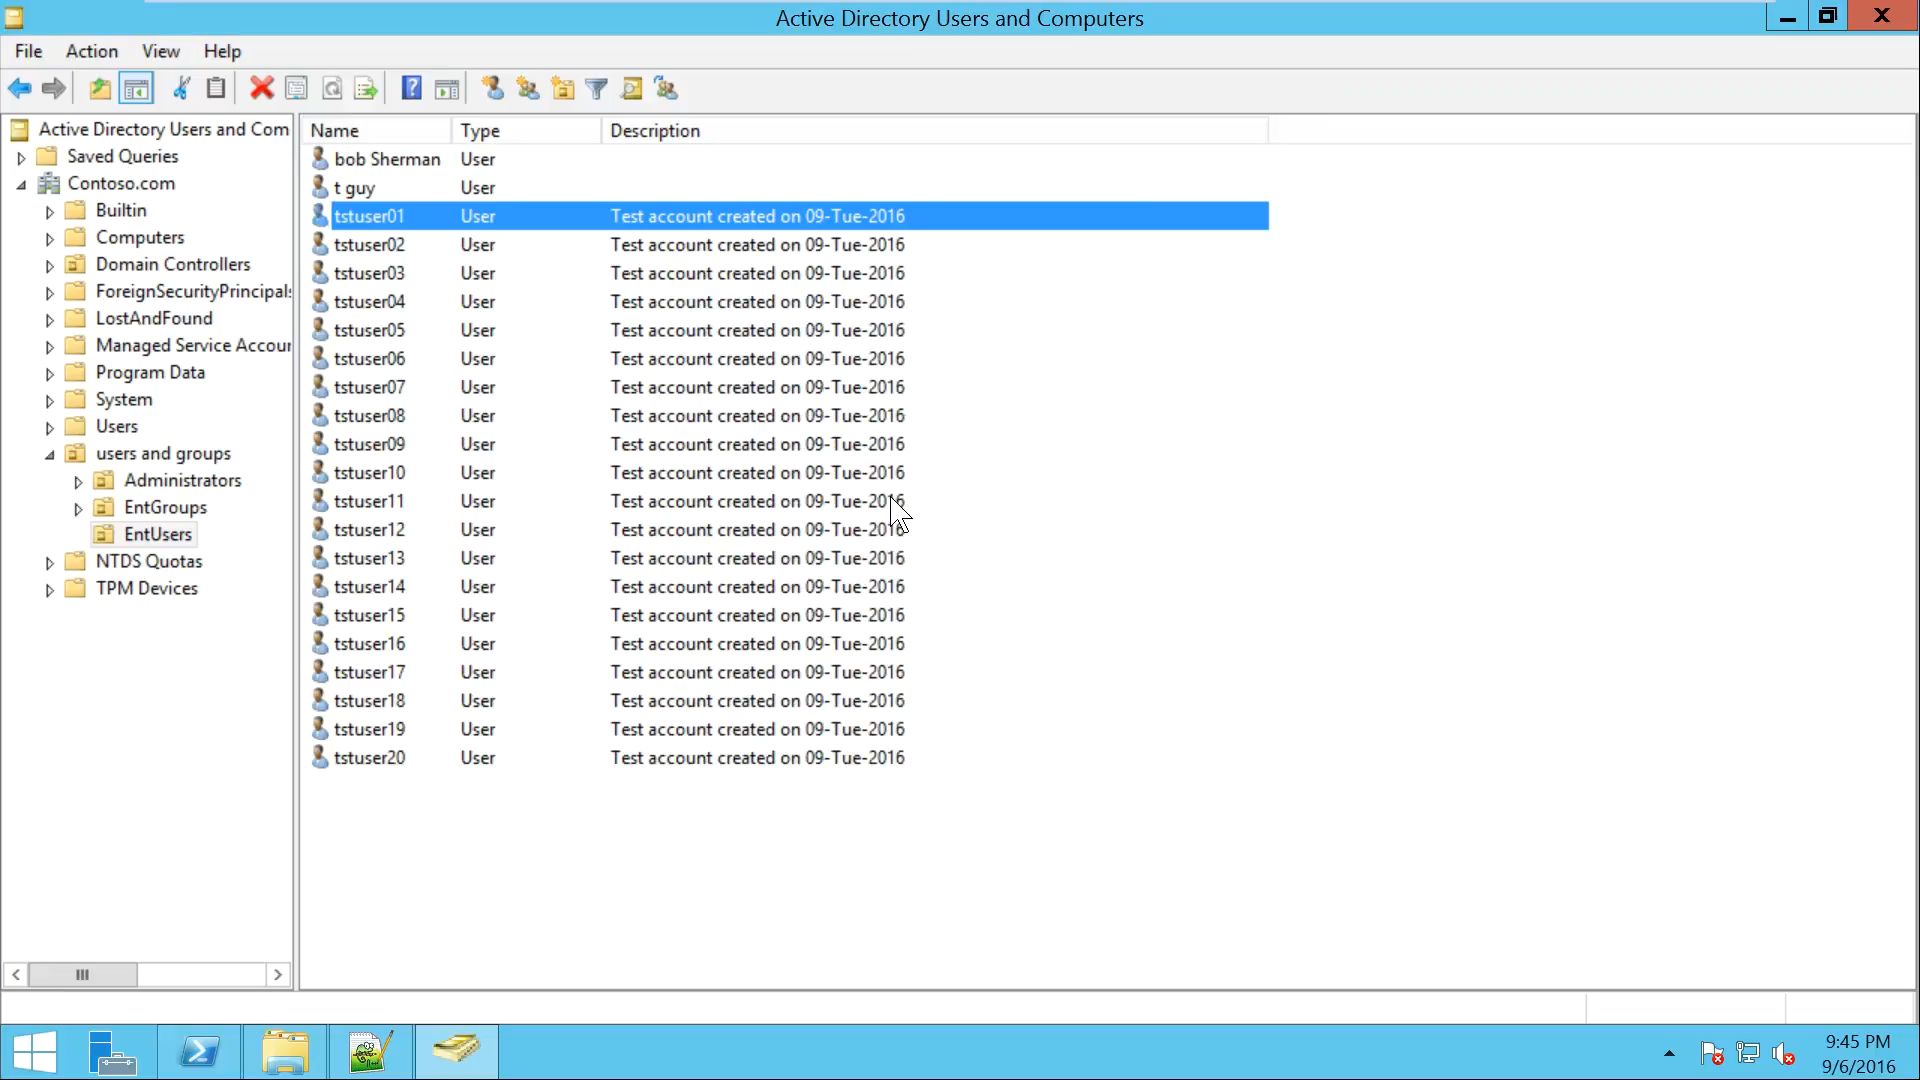 Active Directory Users and Computers
File Action View Help
Active Directory Users and Com
Saved Queries
Contoso.com
Builtin
Computers
Domain Controllers
ForeignSecurityPrincipal
LostAndFound
Managed Service Accoun
Program Data
System
Users
users and groups
Administrators
EntGroups
EntUsers
NTDS Quotas
TPM Devices
Name Type Description
bob Sherman User
t guy User
tstuser01 User Test account created on 09-Tue-2016
tstuser02 User Test account created on 09-Tue-2016
tstuser03 User Test account created on 09-Tue-2016
tstuser04 User Test account created on 09-Tue-2016
tstuser05 User Test account created on 09-Tue-2016
tstuser06 User Test account created on 09-Tue-2016
tstuser07 User Test account created on 09-Tue-2016
tstuser08 User Test account created on 09-Tue-2016
tstuser09 User Test account created on 09-Tue-2016
tstuser10 User Test account created on 09-Tue-2016
tstuser11 User Test account created on 09-Tue-2016
tstuser12 User Test account created on 09-Tue-2016
tstuser13 User Test account created on 09-Tue-2016
tstuser14 User Test account created on 09-Tue-2016
tstuser15 User Test account created on 09-Tue-2016
tstuser16 User Test account created on 09-Tue-2016
tstuser17 User Test account created on 09-Tue-2016
tstuser18 User Test account created on 09-Tue-2016
tstuser19 User Test account created on 09-Tue-2016
tstuser20 User Test account created on 09-Tue-2016
9:45 PM
9/6/2016